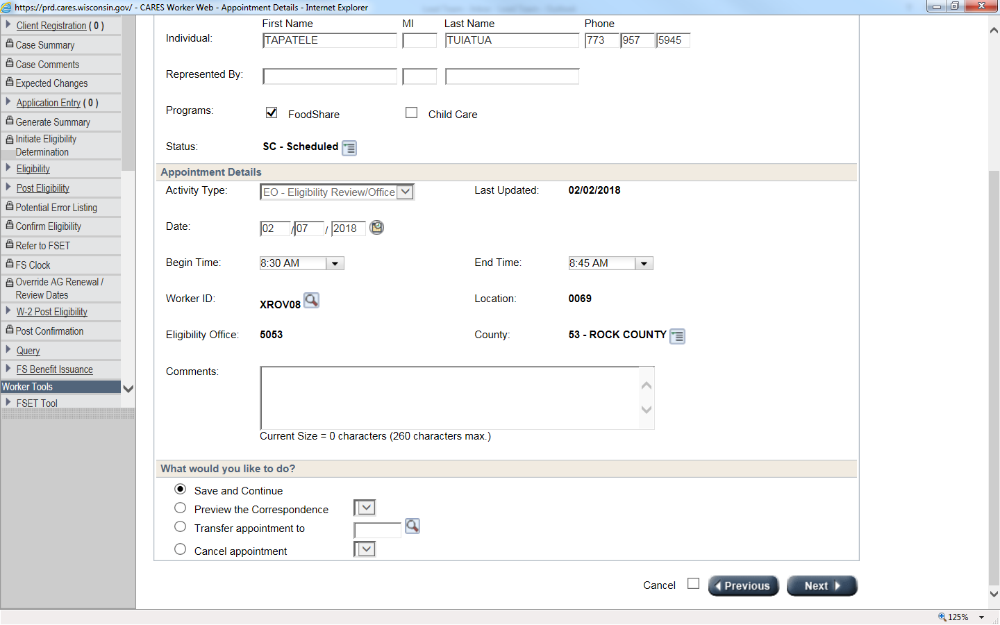 https://prd.cares.wisconsin.gov/ - CARES Worker Web - Appointment Details - Internet Explorer
Client Registration ( 0 )
Case Summary
Case Comments
Expected Changes
Application Entry ( 0 )
Generate Summary
Initiate Eligibility
Determination
Eligibility
Post Eligibility
Potential Error Listing
Confirm Eligibility
Refer to FSET
FS Clock
Override AG Renewal /
Review Dates
W-2 Post Eligibility
Post Confirmation
Query
FS Benefit Issuance
Worker Tools
FSET Tool
First Name MI Last Name Phone
Individual: TAPATELE TUIATUA 773 957 5945
Represented By:
Programs: FoodShare Child Care
Status: SC - Scheduled
Appointment Details
Activity Type: EO - Eligibility Review/Office Last Updated: 02/02/2018
Date: 02 / 07 / 2018
Begin Time: 8:30 AM End Time: 8:45 AM
Worker ID: XROV08 Location: 0069
Eligibility Office: 5053 County: 53 - ROCK COUNTY
Comments:
Current Size = 0 characters (260 characters max.)
What would you like to do?
Save and Continue
Preview the Correspondence
Transfer appointment to
Cancel appointment
Cancel Previous Next
125%